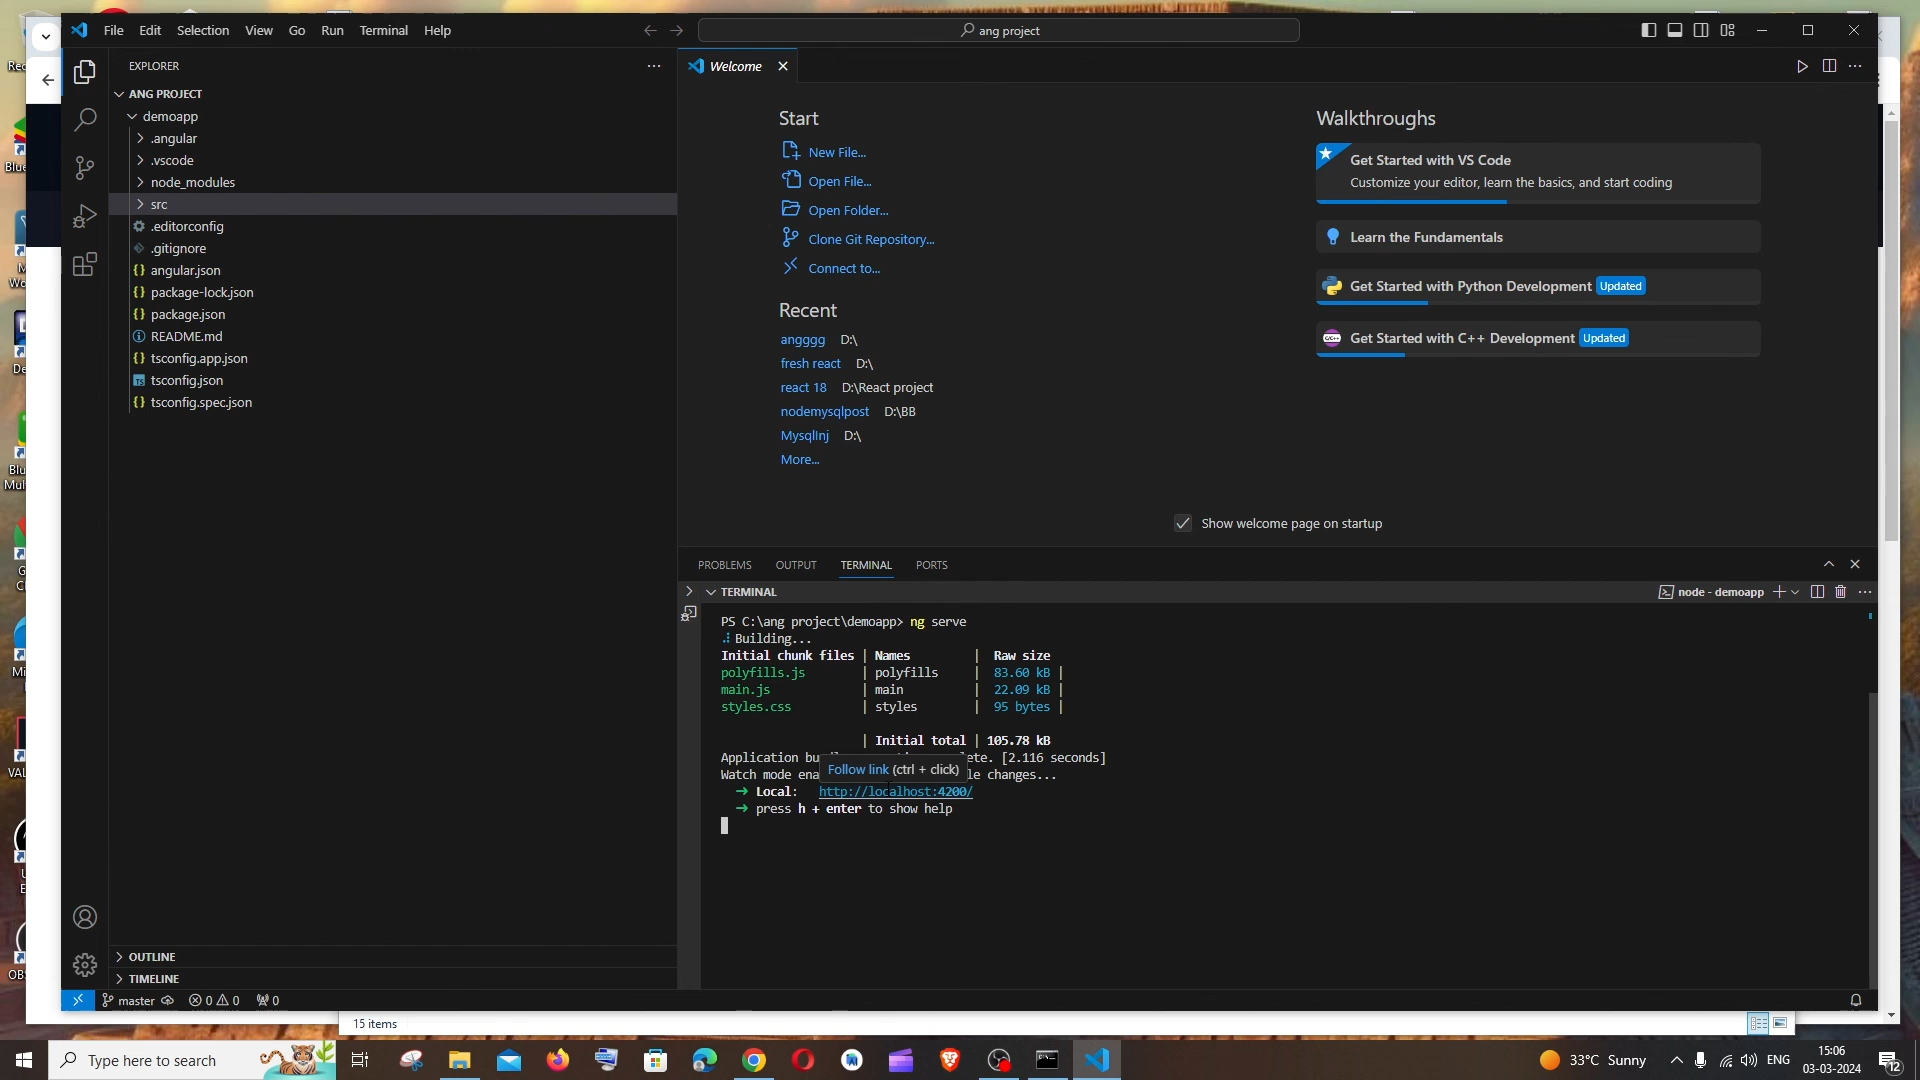 File Edit Selection View Go Run Terminal Help
ang project
EXPLORER
ANG PROJECT
demoapp
.angular
.vscode
node_modules
src
.editorconfig
.gitignore
angular.json
package-lock.json
package.json
README.md
tsconfig.app.json
tsconfig.json
tsconfig.spec.json
OUTLINE
TIMELINE
Welcome
Start
New File...
Open File...
Open Folder...
Clone Git Repository...
Connect to...
Recent
angggg D:\
fresh react D:\
react 18 D:\React project
nodemysqlpost D:\BB
MysqlInj D:\
More...
Walkthroughs
Get Started with VS Code
Customize your editor, learn the basics, and start coding
Learn the Fundamentals
Get Started with Python Development Updated
Get Started with C++ Development Updated
Show welcome page on startup
PROBLEMS OUTPUT TERMINAL PORTS
TERMINAL
node - demoapp
PS C:\ang project\demoapp> ng serve
Building...
Initial chunk files | Names | Raw size
polyfills.js | polyfills | 83.60 kB |
main.js | main | 22.09 kB |
styles.css | styles | 95 bytes |
| Initial total | 105.78 kB
Application ete. [2.116 seconds]
Watch mode changes...
Follow link (ctrl + click)
➜ Local: http://localhost:4200/
➜ press h + enter to show help
master 0 0 0
15 items
Type here to search
33°C Sunny
ENG
15:06
03-03-2024
12